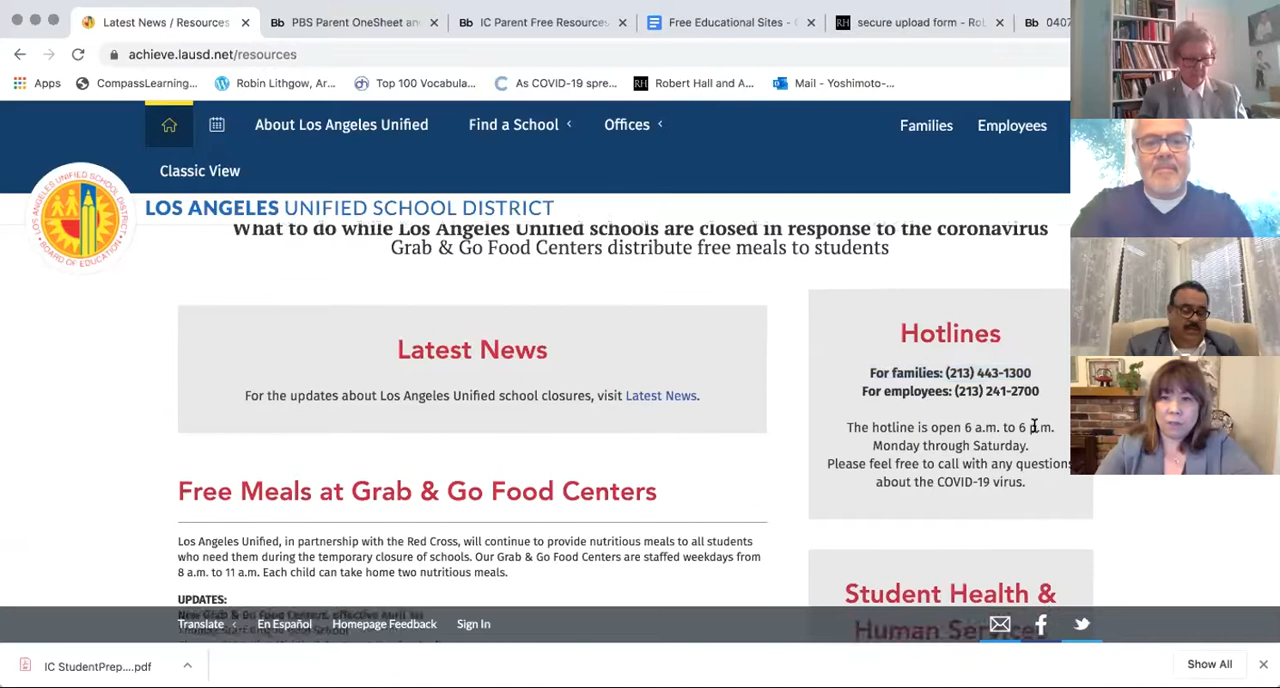 Latest News / Resources
PBS Parent OneSheet an
IC Parent Free Resources
Free Educational Sites -
secure upload form - Rob
0407
achieve.lausd.net/resources
Apps
CompassLearning...
Robin Lithgow, Ar...
Top 100 Vocabula...
As COVID-19 spre...
Robert Hall and A...
Mail - Yoshimoto-...
About Los Angeles Unified
Find a School
Offices
Families
Employees
Classic View
LOS ANGELES UNIFIED SCHOOL DISTRICT
What to do while Los Angeles Unified schools are closed in response to the coronavirus
Grab & Go Food Centers distribute free meals to students
Latest News
For the updates about Los Angeles Unified school closures, visit Latest News.
Hotlines
For families: (213) 443-1300
For employees: (213) 241-2700
The hotline is open 6 a.m. to 6 p.m.
Monday through Saturday.
Please feel free to call with any questions
about the COVID-19 virus.
Free Meals at Grab & Go Food Centers
Los Angeles Unified, in partnership with the Red Cross, will continue to provide nutritious meals to all students
who need them during the temporary closure of schools. Our Grab & Go Food Centers are staffed weekdays from
8 a.m. to 11 a.m. Each child can take home two nutritious meals.
UPDATES:
Student Health &
Human Services
Translate
En Español
Homepage Feedback
Sign In
IC StudentPrep....pdf
Show All